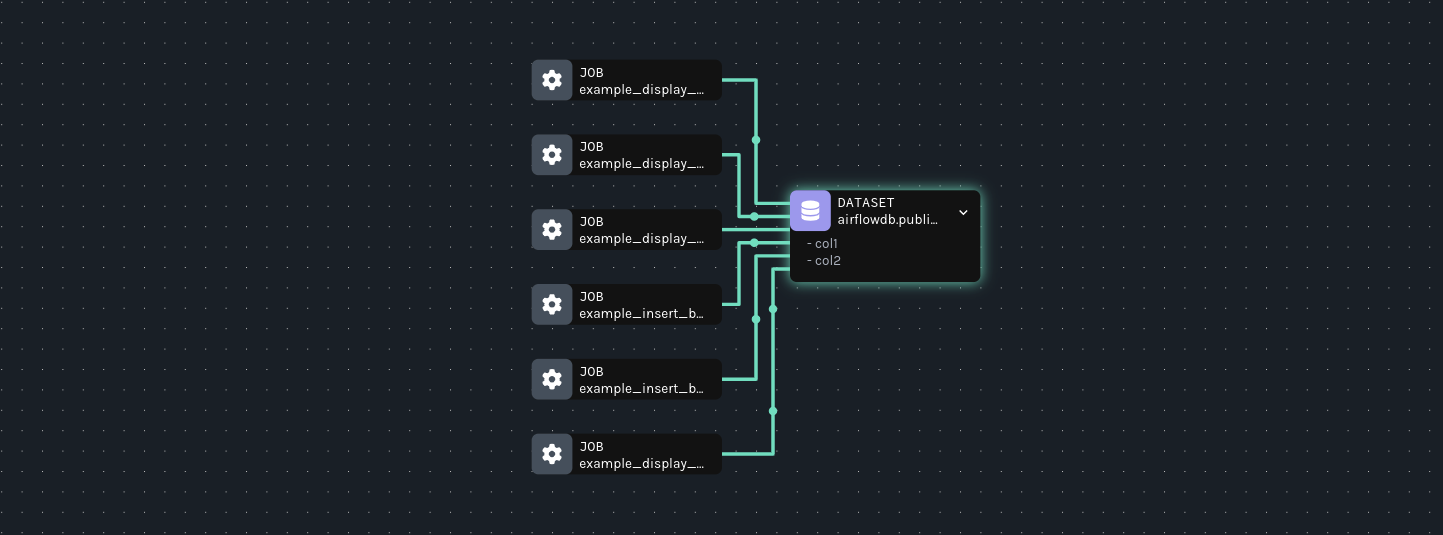 JOB
example_display_...
JOB
example_display_...
JOB
example_display_...
JOB
example_insert_b...
JOB
example_insert_b...
JOB
example_display_...
DATASET
airflowdb.publi...
- col1
- col2